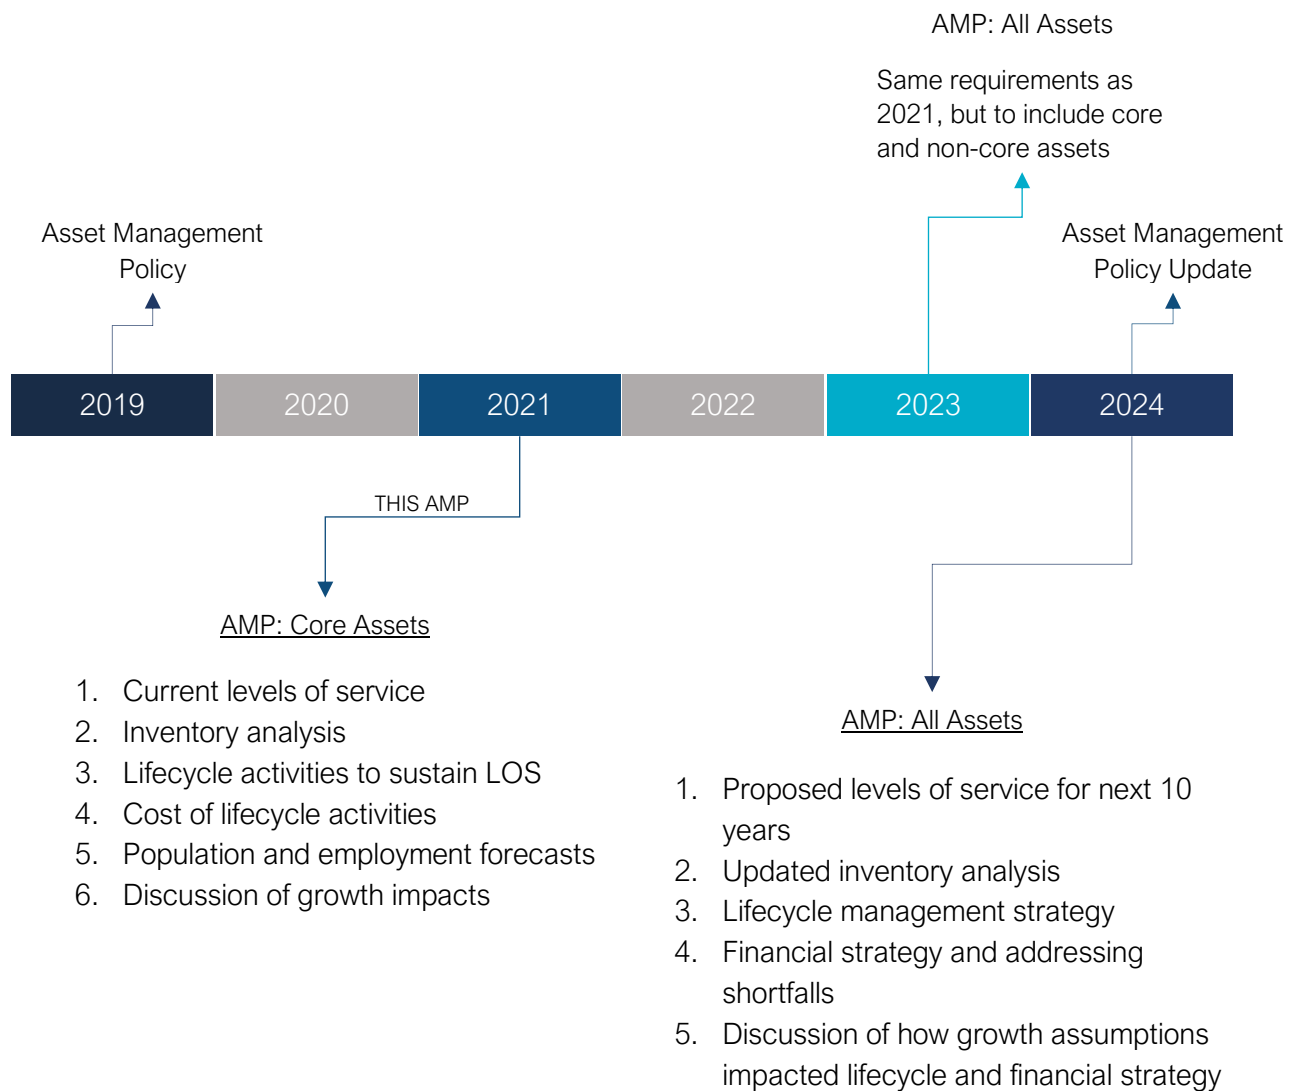 AMP: All Assets
Same requirements as
2021, but to include core
and non-core assets
Asset Management
Policy
Asset Management
Policy Update
2019
2020
2021
2022
2023
2024
THIS AMP
AMP: Core Assets
1. Current levels of service
2. Inventory analysis
3. Lifecycle activities to sustain LOS
4. Cost of lifecycle activities
5. Population and employment forecasts
6. Discussion of growth impacts
AMP: All Assets
1. Proposed levels of service for next 10
years
2. Updated inventory analysis
3. Lifecycle management strategy
4. Financial strategy and addressing
shortfalls
5. Discussion of how growth assumptions
impacted lifecycle and financial strategy